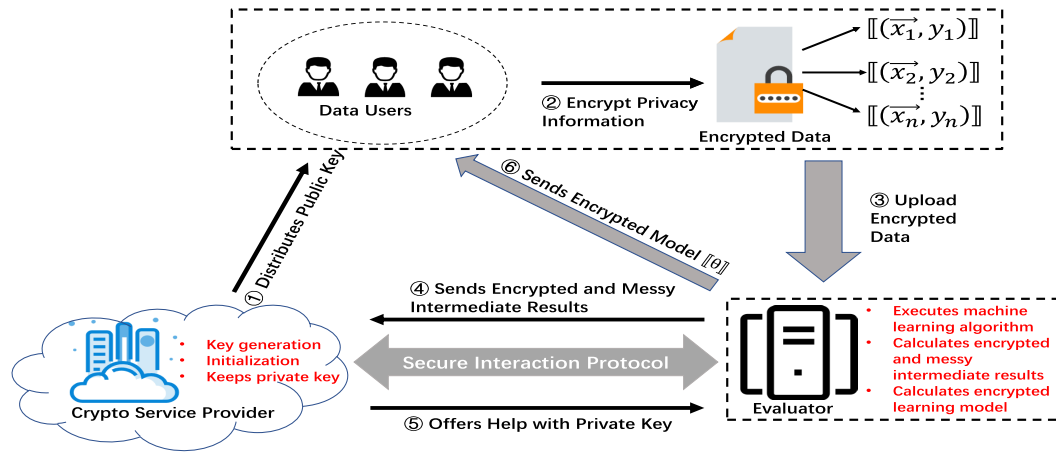 Data Users
② Encrypt Privacy
Information
Encrypted Data
⟦(x₁⃗, y₁)⟧
⟦(x₂⃗, y₂)⟧
⋮
⟦(xₙ⃗, yₙ)⟧
① Distributes Public Key
⑥ Sends Encrypted Model ⟦θ⟧
③ Upload
Encrypted
Data
④ Sends Encrypted and Messy
Intermediate Results
Secure Interaction Protocol
⑤ Offers Help with Private Key
• Key generation
• Initialization
• Keeps private key
Crypto Service Provider
Evaluator
• Executes machine
learning algorithm
• Calculates encrypted
and messy
intermediate results
• Calculates encrypted
learning model